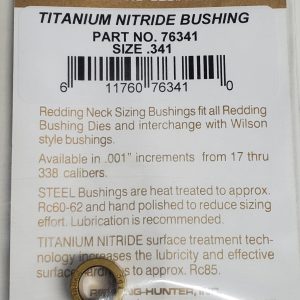 TITANIUM NITRIDE BUSHING
PART NO. 76341
SIZE .341
6 11760 76341 0
Redding Neck Sizing Bushings fit all Redding
Bushing Dies and interchange with Wilson
style bushings.
Available in .001" increments from 17 thru
338 calibers.
STEEL Bushings are heat treated to approx.
Rc60-62 and hand polished to reduce sizing
effort. Lubrication is recommended.
TITANIUM NITRIDE surface treatment tech-
nology increases the lubricity and effective
surface hardness to approx. Rc85.
HUNTER, INC